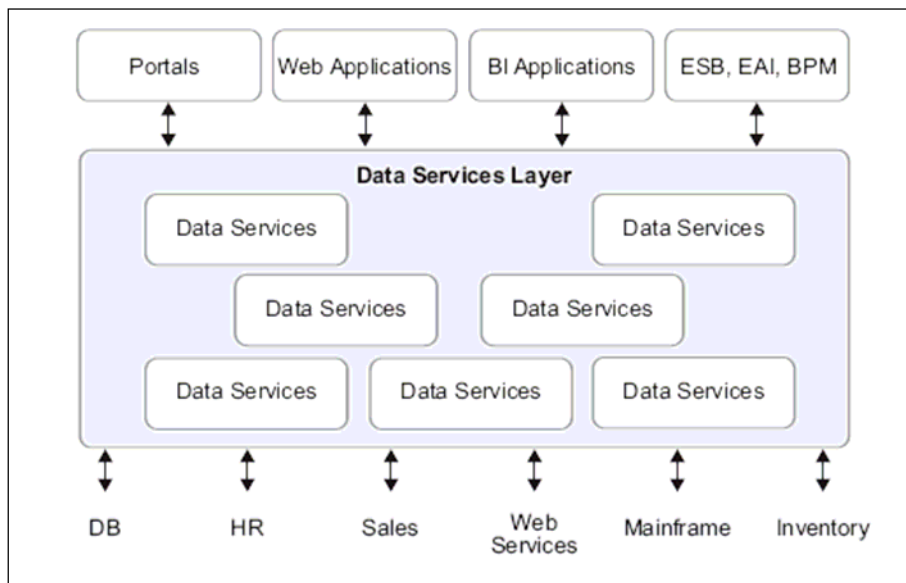 Portals
Web Applications
BI Applications
ESB, EAI, BPM
Data Services Layer
Data Services
Data Services
Data Services
Data Services
Data Services
Data Services
Data Services
DB
HR
Sales
Web
Services
Mainframe
Inventory